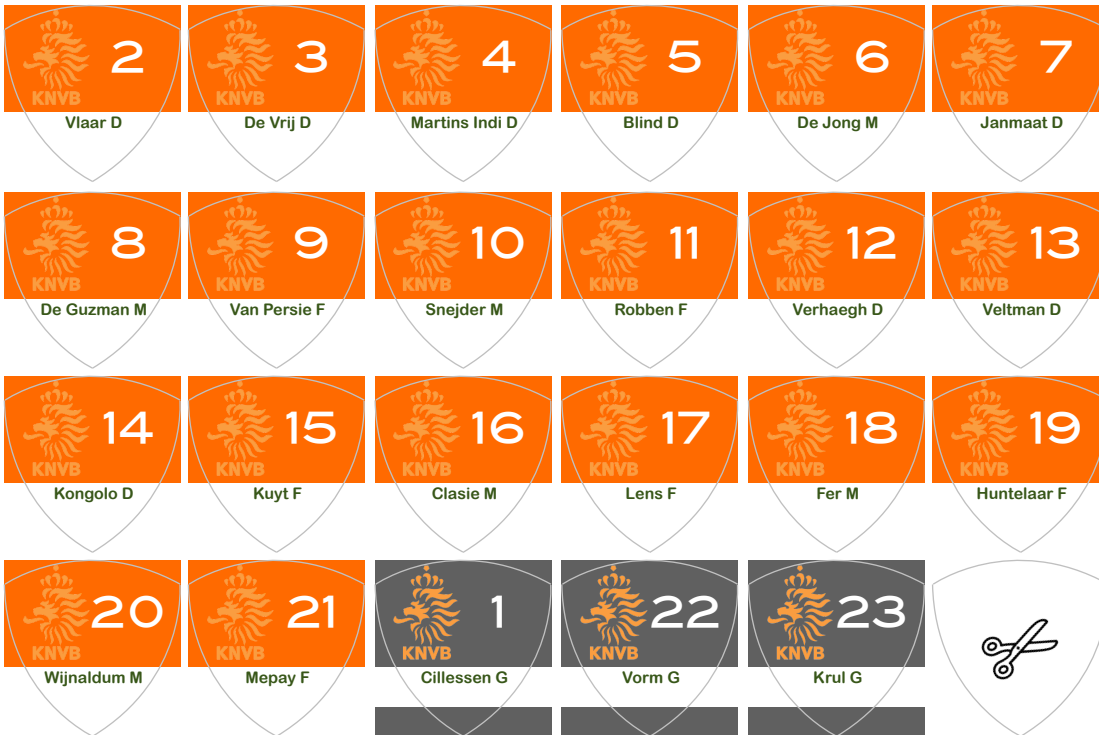 2 3 4 5 6 7
KNVB KNVB KNVB KNVB KNVB KNVB
Vlaar D De Vrij D Martins Indi D Blind D De Jong M Janmaat D
8 9 10 11 12 13
KNVB KNVB KNVB KNVB KNVB KNVB
De Guzman M Van Persie F Snejder M Robben F Verhaegh D Veltman D
14 15 16 17 18 19
KNVB KNVB KNVB KNVB KNVB KNVB
Kongolo D Kuyt F Clasie M Lens F Fer M Huntelaar F
20 21 1 22 23
KNVB KNVB KNVB KNVB KNVB
Wijnaldum M Mepay F Cillessen G Vorm G Krul G